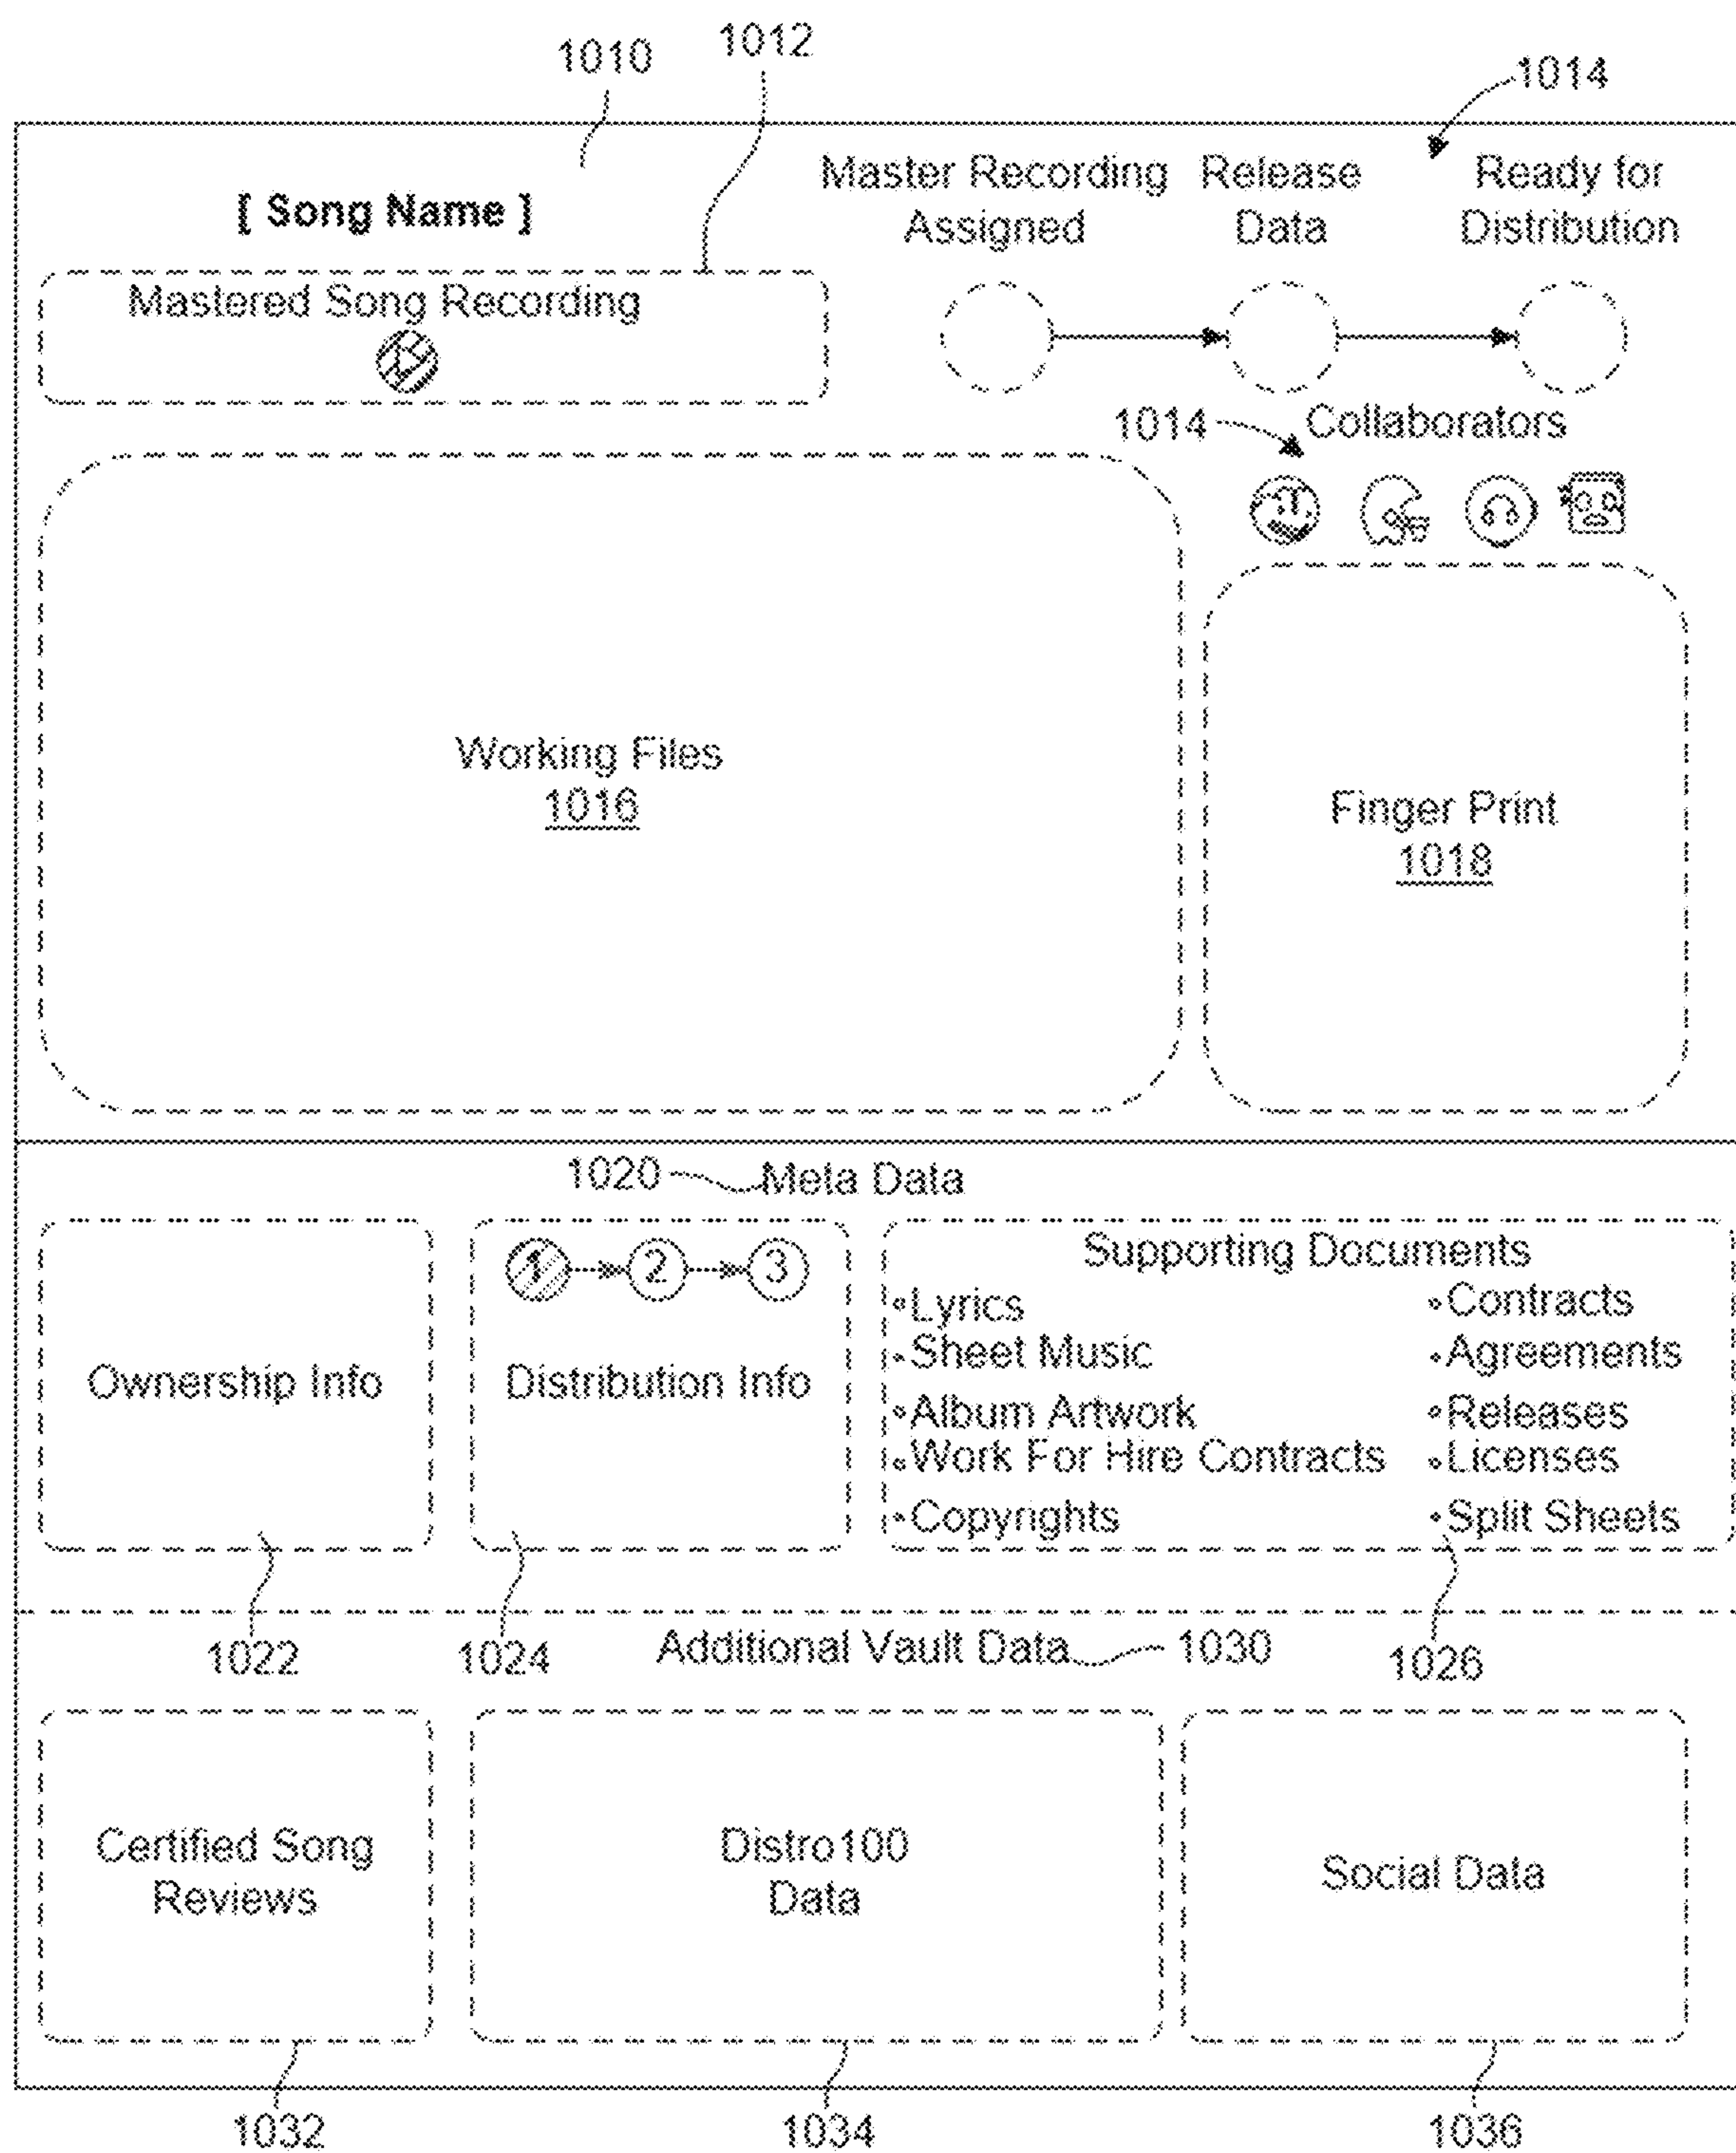 1010
1012
1014
[ Song Name ]
Master Recording
Assigned
Release
Data
Ready for
Distribution
Mastered Song Recording
1014
Collaborators
Working Files
1016
Finger Print
1018
1020
Meta Data
Ownership Info
1
2
3
Distribution Info
Supporting Documents
•Lyrics
•Sheet Music
•Album Artwork
•Work For Hire Contracts
•Copyrights
•Contracts
•Agreements
•Releases
•Licenses
•Split Sheets
1022
1024
Additional Vault Data
1030
1026
Certified Song
Reviews
Distro100
Data
Social Data
1032
1034
1036